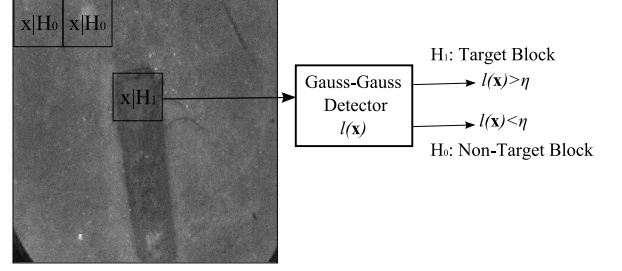 x|H₀ x|H₀
x|H₁
Gauss-Gauss
Detector
l(x)
H₁: Target Block
l(x)>η
l(x)<η
H₀: Non-Target Block